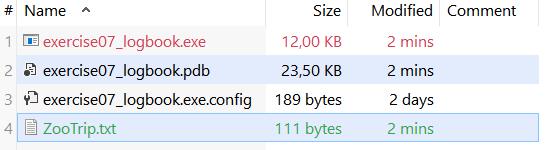 # Name Size Modified Comment
1 exercise07_logbook.exe 12,00 KB 2 mins
2 exercise07_logbook.pdb 23,50 KB 2 mins
3 exercise07_logbook.exe.config 189 bytes 2 days
4 ZooTrip.txt 111 bytes 2 mins